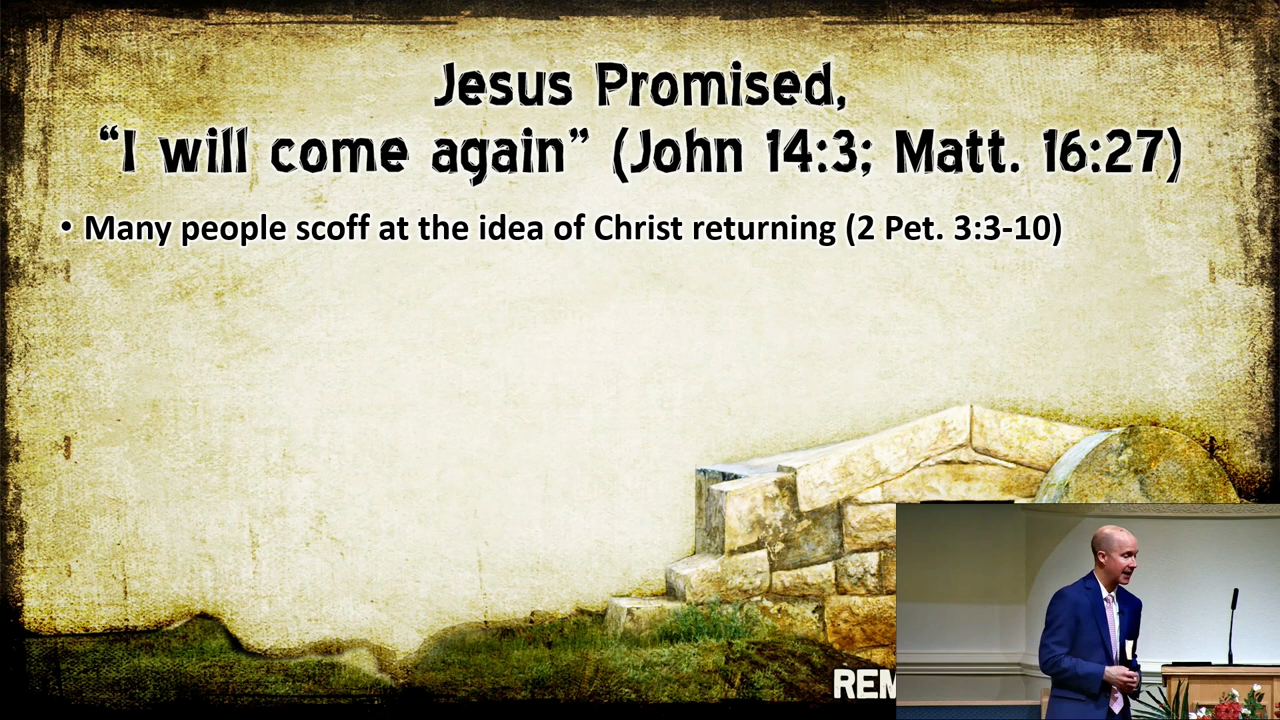 Jesus Promised,
“I will come again” (John 14:3; Matt. 16:27)
• Many people scoff at the idea of Christ returning (2 Pet. 3:3-10)